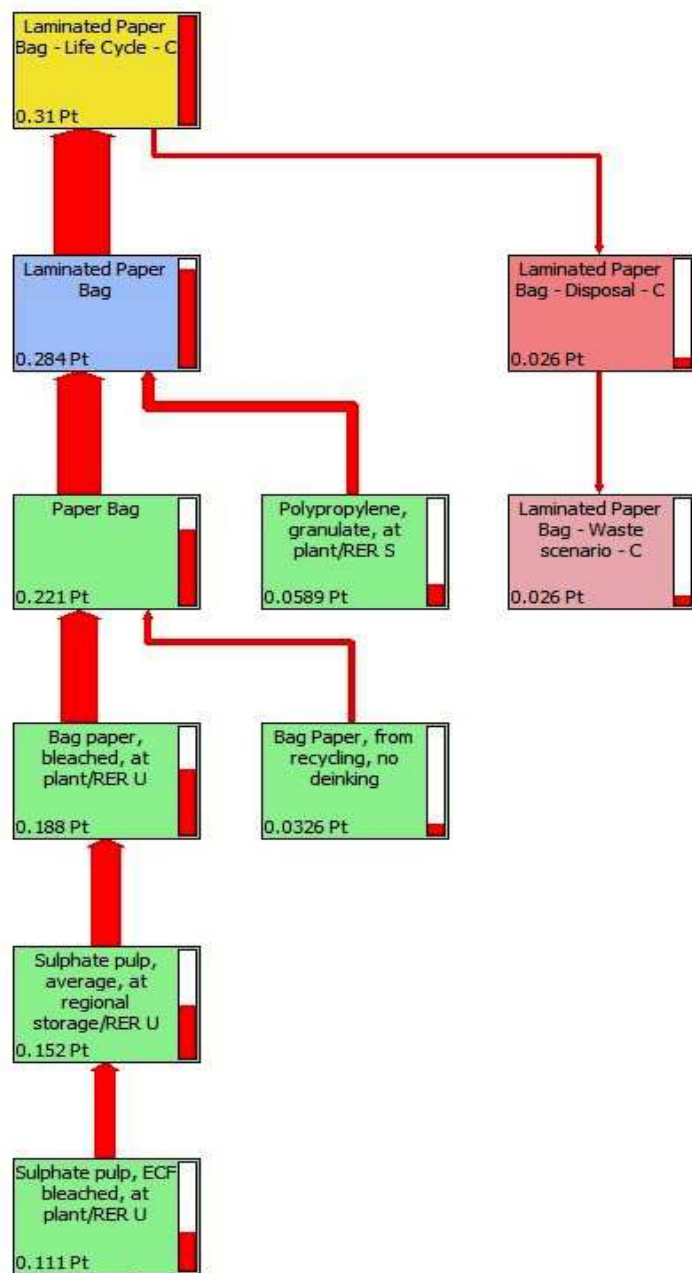 Laminated Paper
Bag - Life Cycle - C
0.31 Pt
Laminated Paper
Bag
0.284 Pt
Laminated Paper
Bag - Disposal - C
0.026 Pt
Paper Bag
0.221 Pt
Polypropylene,
granulate, at
plant/RER S
0.0589 Pt
Laminated Paper
Bag - Waste
scenario - C
0.026 Pt
Bag paper,
bleached, at
plant/RER U
0.188 Pt
Bag Paper, from
recycling, no
deinking
0.0326 Pt
Sulphate pulp,
average, at
regional
storage/RER U
0.152 Pt
Sulphate pulp, ECF
bleached, at
plant/RER U
0.111 Pt